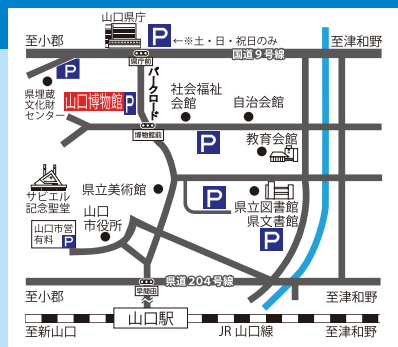 山口県庁
P ←※土・日・祝日のみ
至小郡
至津和野
国道9号線
県庁前
P
パークロード
県埋蔵
文化財
センター
山口博物館 P
社会福祉
会館
自治会館
博物館前
P
教育会館
サビエル
記念聖堂
県立美術館
P
県立図書館
県文書館
P
山口
市役所
山口市営
有料 P
県道204号線
早間田
至小郡
至津和野
山口駅
至新山口
JR山口線
至津和野